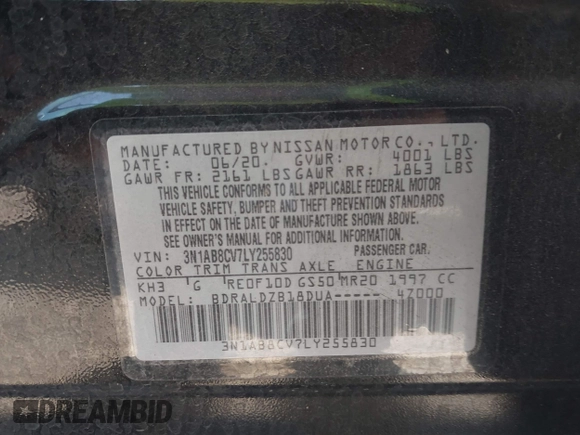 MANUFACTURED BY NISSAN MOTOR CO., LTD.
DATE: 06/20. GVWR: 4001 LBS
GAWR FR: 2161 LBS GAWR RR: 1863 LBS
THIS VEHICLE CONFORMS TO ALL APPLICABLE FEDERAL MOTOR
VEHICLE SAFETY, BUMPER AND THEFT PREVENTION STANDARDS
IN EFFECT ON THE DATE OF MANUFACTURE SHOWN ABOVE.
SEE OWNER'S MANUAL FOR ADDITIONAL INFORMATION.
VIN: 3N1AB8CV7LY255830 PASSENGER CAR.
COLOR TRIM TRANS AXLE ENGINE
KH3 G RE0F10D GS50 MR20 1997 CC
MODEL: BDRALDZB18DUA----- 47000
3N1AB8CV7LY255830
DREAMBID